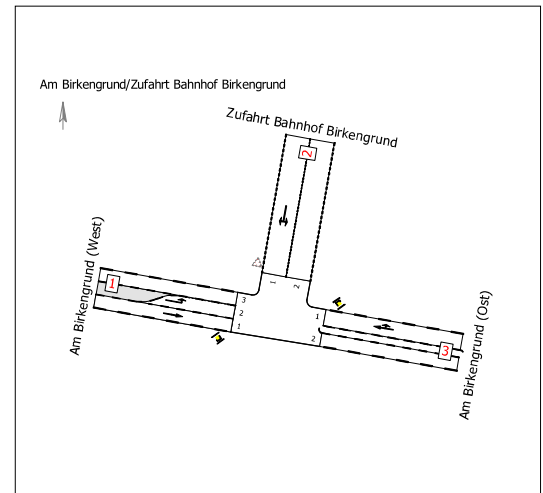 Am Birkengrund/Zufahrt Bahnhof Birkengrund
Zufahrt Bahnhof Birkengrund
2
Am Birkengrund (West)
1
1
2
3
2
1
1
2
3
Am Birkengrund (Ost)